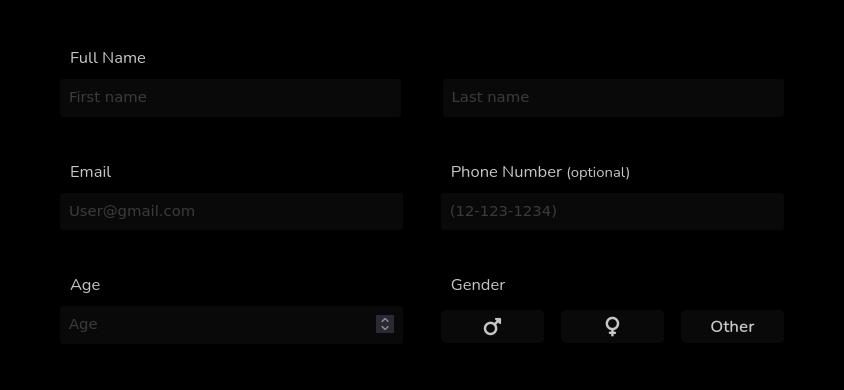 Full Name
First name Last name
Email Phone Number (optional)
User@gmail.com (12-123-1234)
Age Gender
Age ♂ ♀ Other